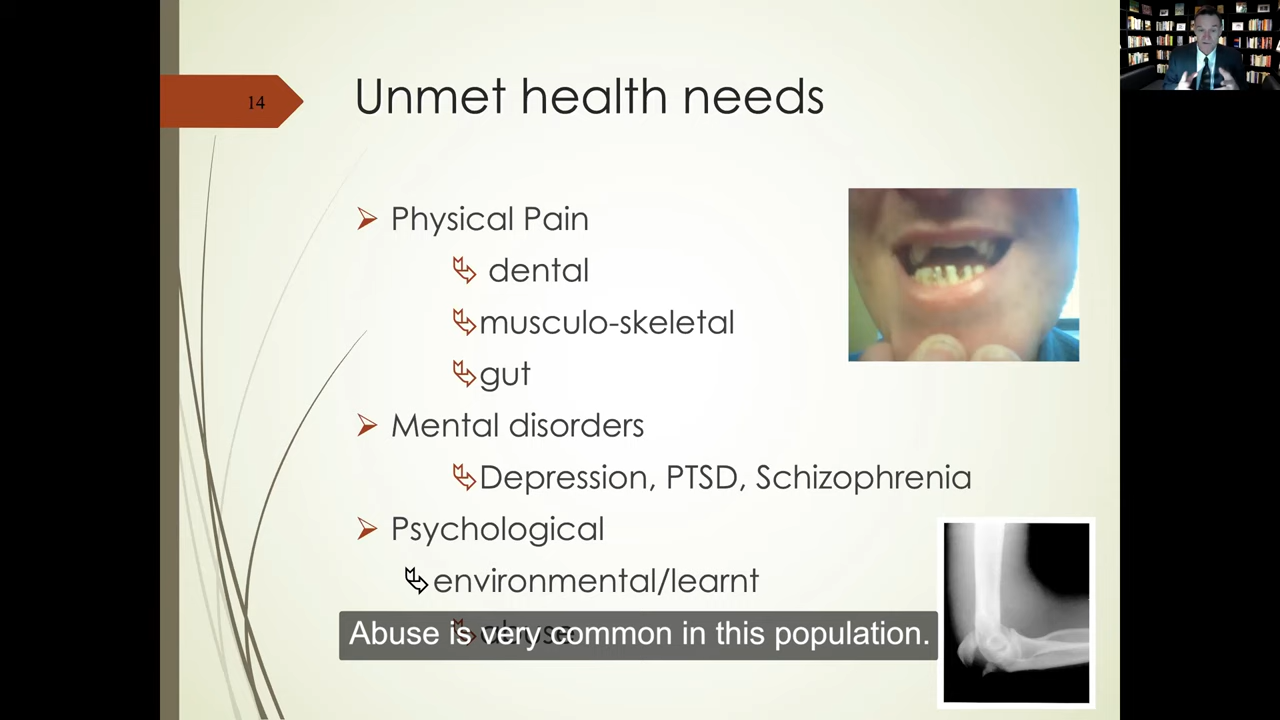 14
Unmet health needs
Physical Pain
dental
musculo-skeletal
gut
Mental disorders
Depression, PTSD, Schizophrenia
Psychological
environmental/learnt
abuse
Abuse is very common in this population.